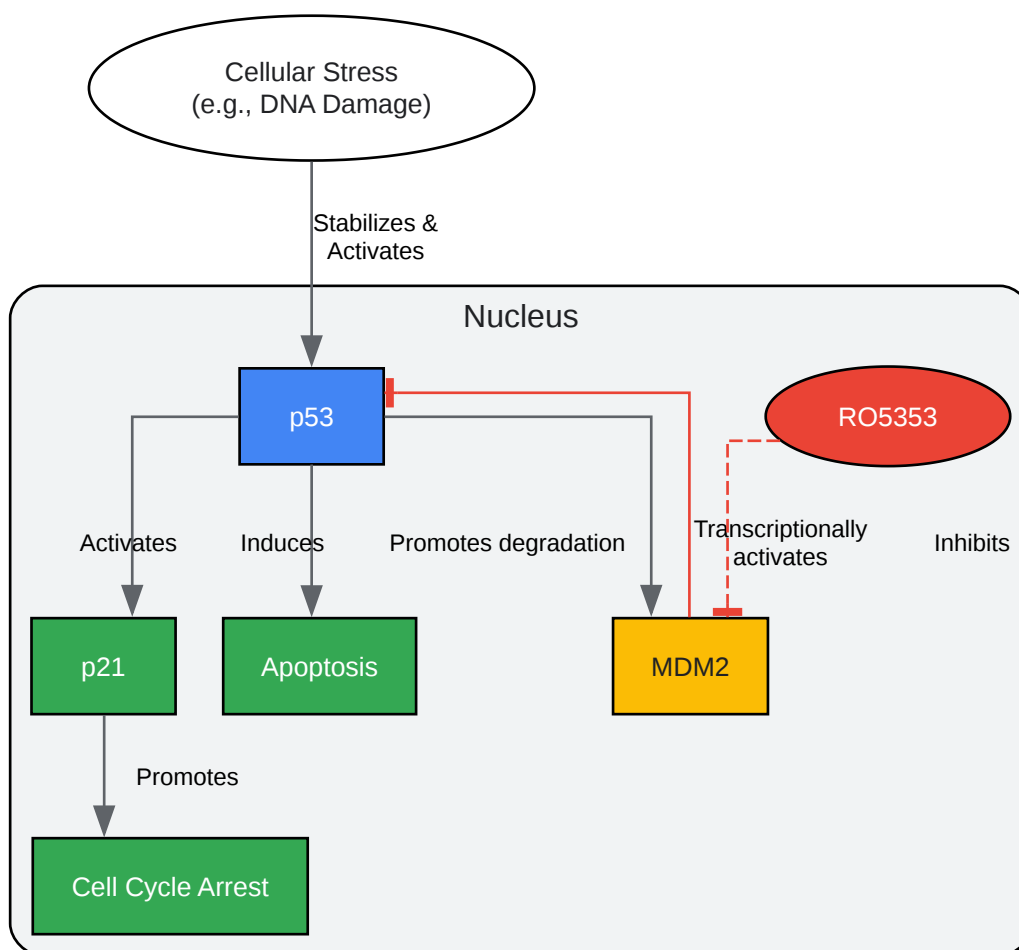 Cellular Stress
(e.g., DNA Damage)
Stabilizes &
Activates
Nucleus
p53
RO5353
Activates
Induces
Promotes degradation
Transcriptionally
activates
Inhibits
p21
Apoptosis
MDM2
Promotes
Cell Cycle Arrest